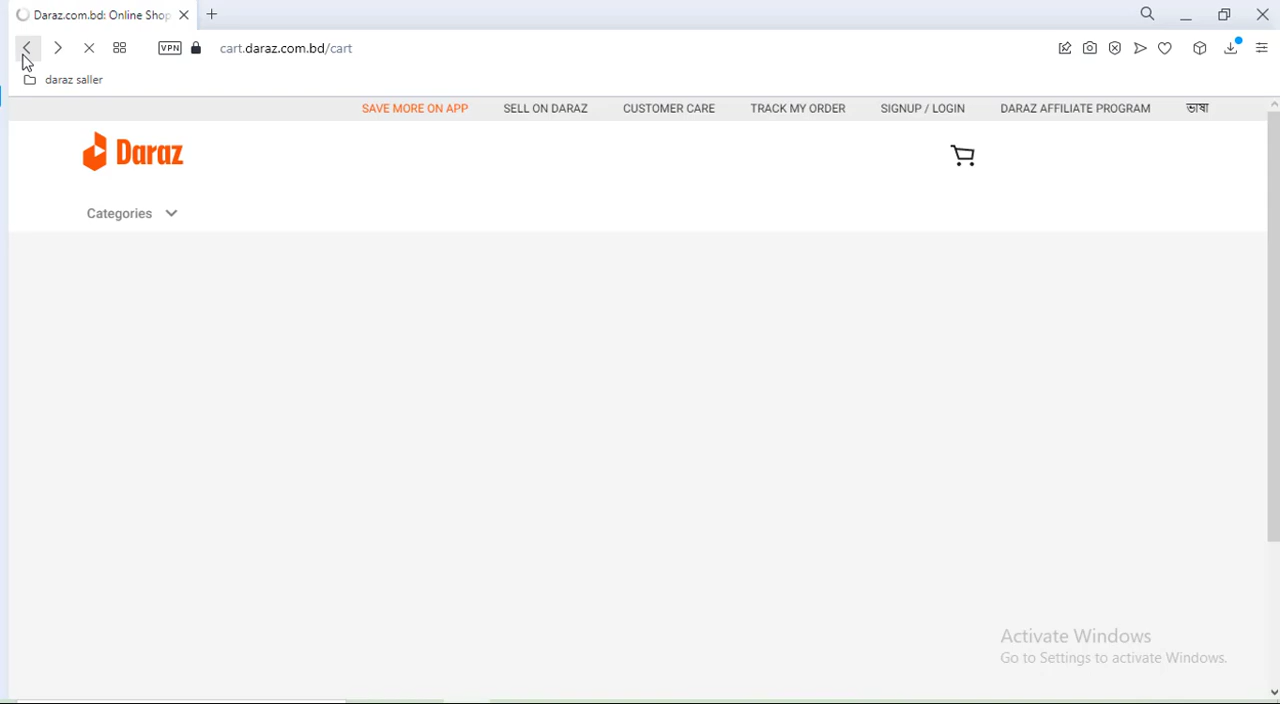 Daraz.com.bd: Online Shop
VPN cart.daraz.com.bd/cart
daraz saller
SAVE MORE ON APP SELL ON DARAZ CUSTOMER CARE TRACK MY ORDER SIGNUP / LOGIN DARAZ AFFILIATE PROGRAM ভাষা
Daraz
Categories
Activate Windows
Go to Settings to activate Windows.